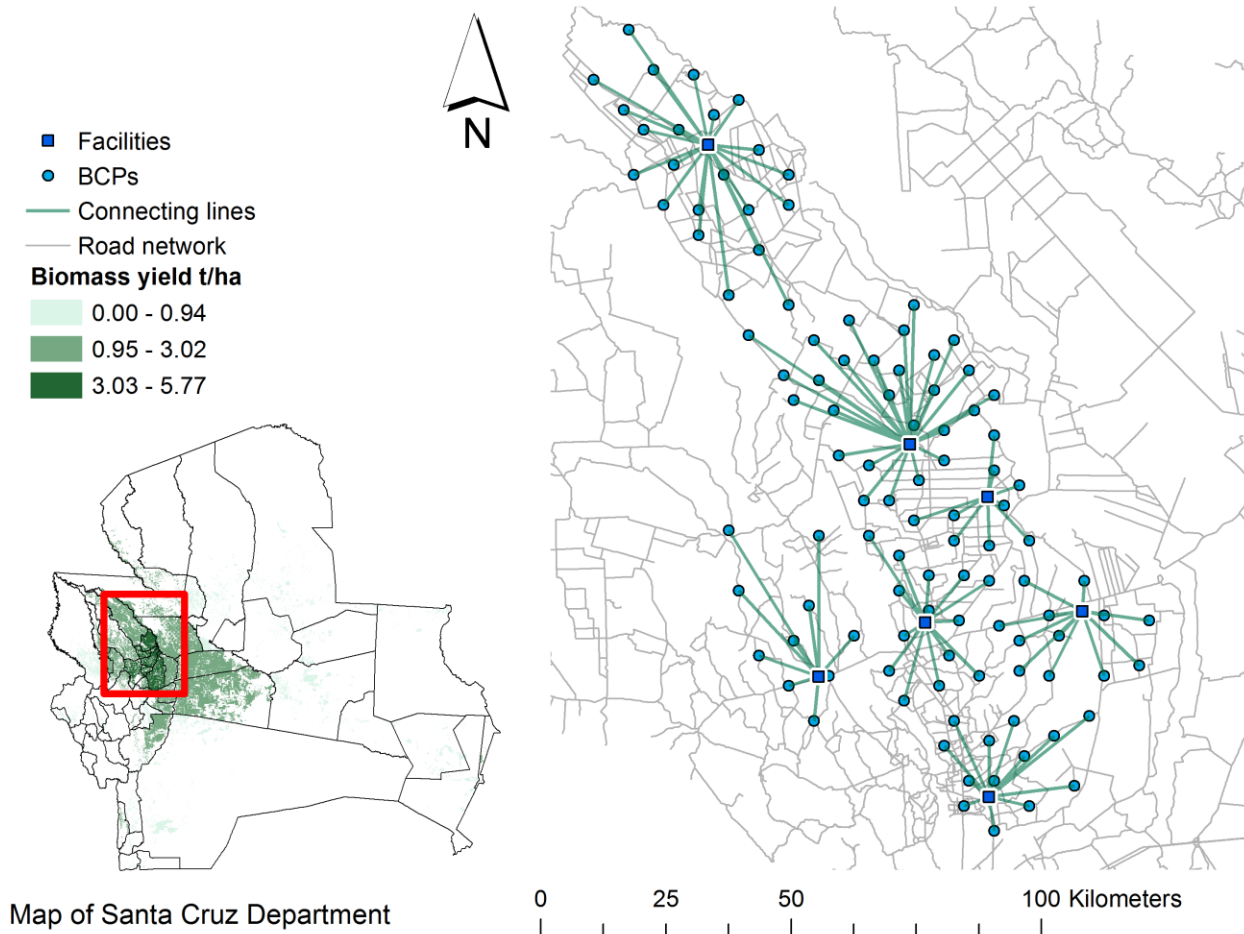 N
Facilities
BCPs
Connecting lines
Road network
Biomass yield t/ha
0.00 - 0.94
0.95 - 3.02
3.03 - 5.77
Map of Santa Cruz Department
0 25 50 100 Kilometers